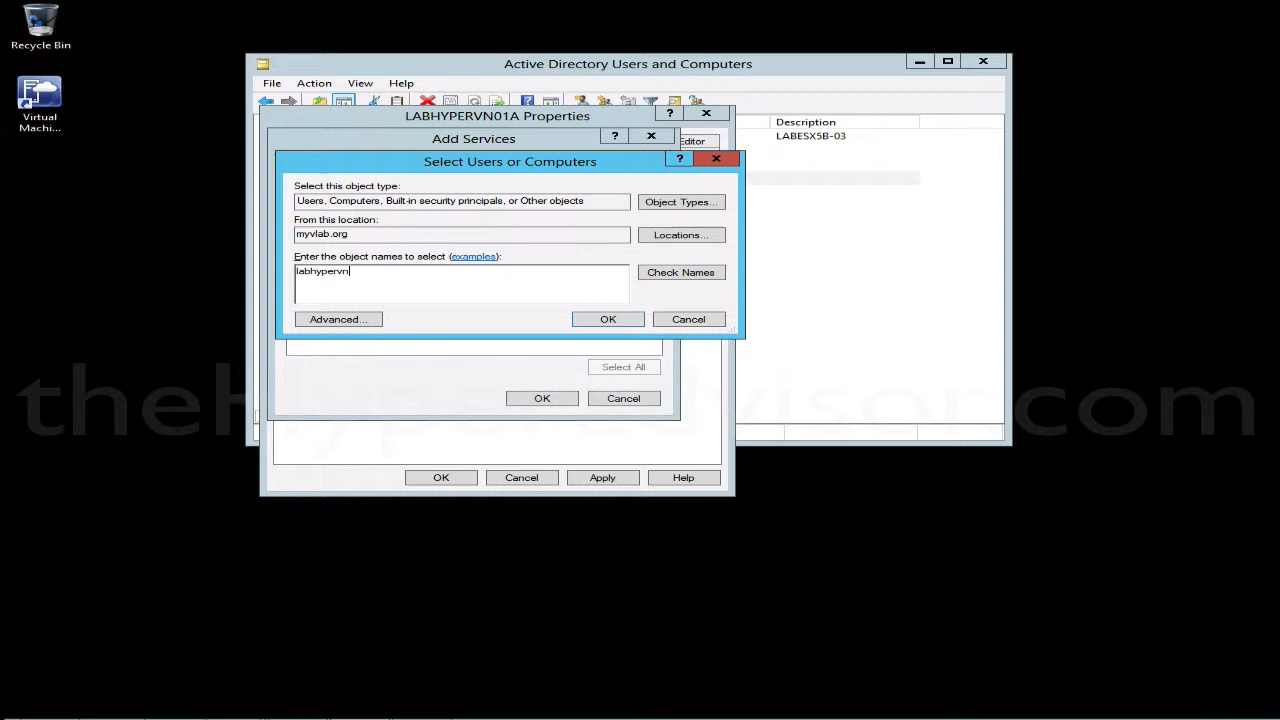 Recycle Bin
Virtual
Machi...
Active Directory Users and Computers
File Action View Help
LABHYPERVN01A Properties
Description
LABESX5B-03
Add Services
Editor
Select Users or Computers
Select this object type:
Users, Computers, Built-in security principals, or Other objects
Object Types...
From this location:
myvlab.org
Locations...
Enter the object names to select (examples):
labhypervn
Check Names
Advanced...
OK
Cancel
Select All
OK
Cancel
OK
Cancel
Apply
Help